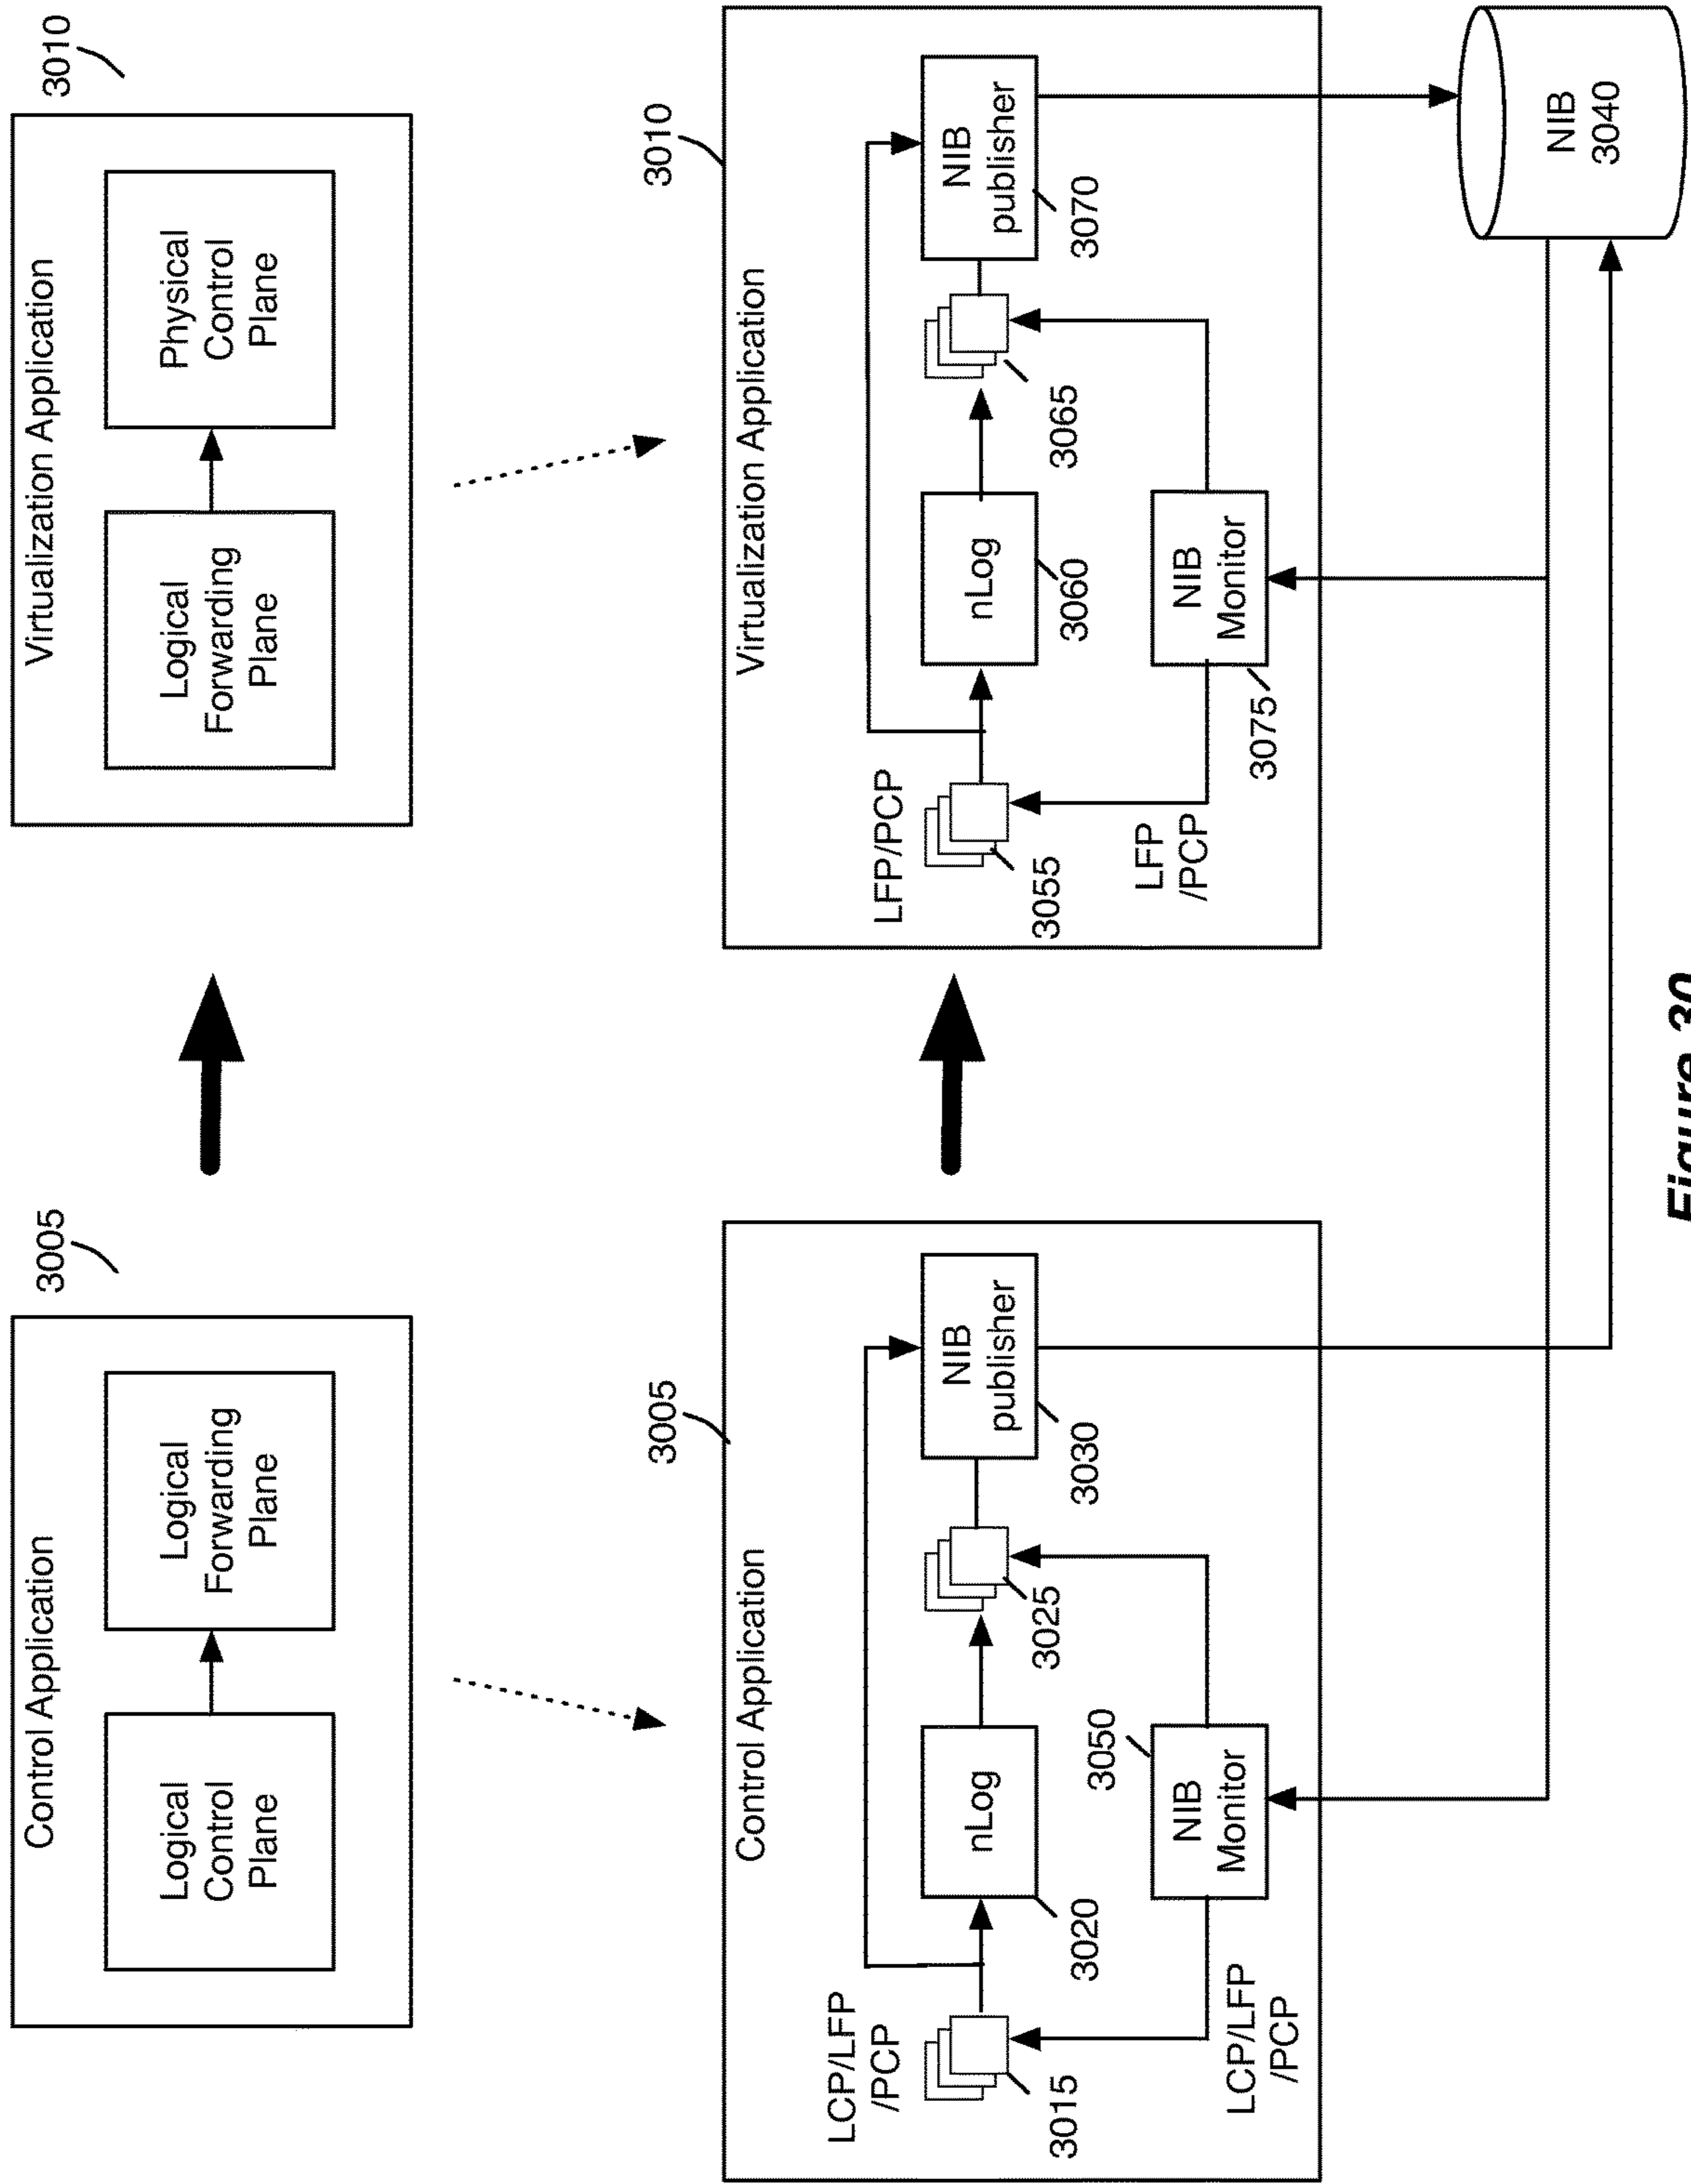 3005
Control Application
Logical
Control
Plane
Logical
Forwarding
Plane
3010
Virtualization Application
Logical
Forwarding
Plane
Physical
Control
Plane
3005
Control Application
LCP/LFP
/PCP
3015
nLog
3020
3025
NIB
publisher
3030
3050
NIB
Monitor
LCP/LFP
/PCP
3010
Virtualization Application
LFP/PCP
3055
nLog
3060
3065
NIB
publisher
3070
NIB
Monitor
3075
LFP
/PCP
NIB
3040
Figure 30